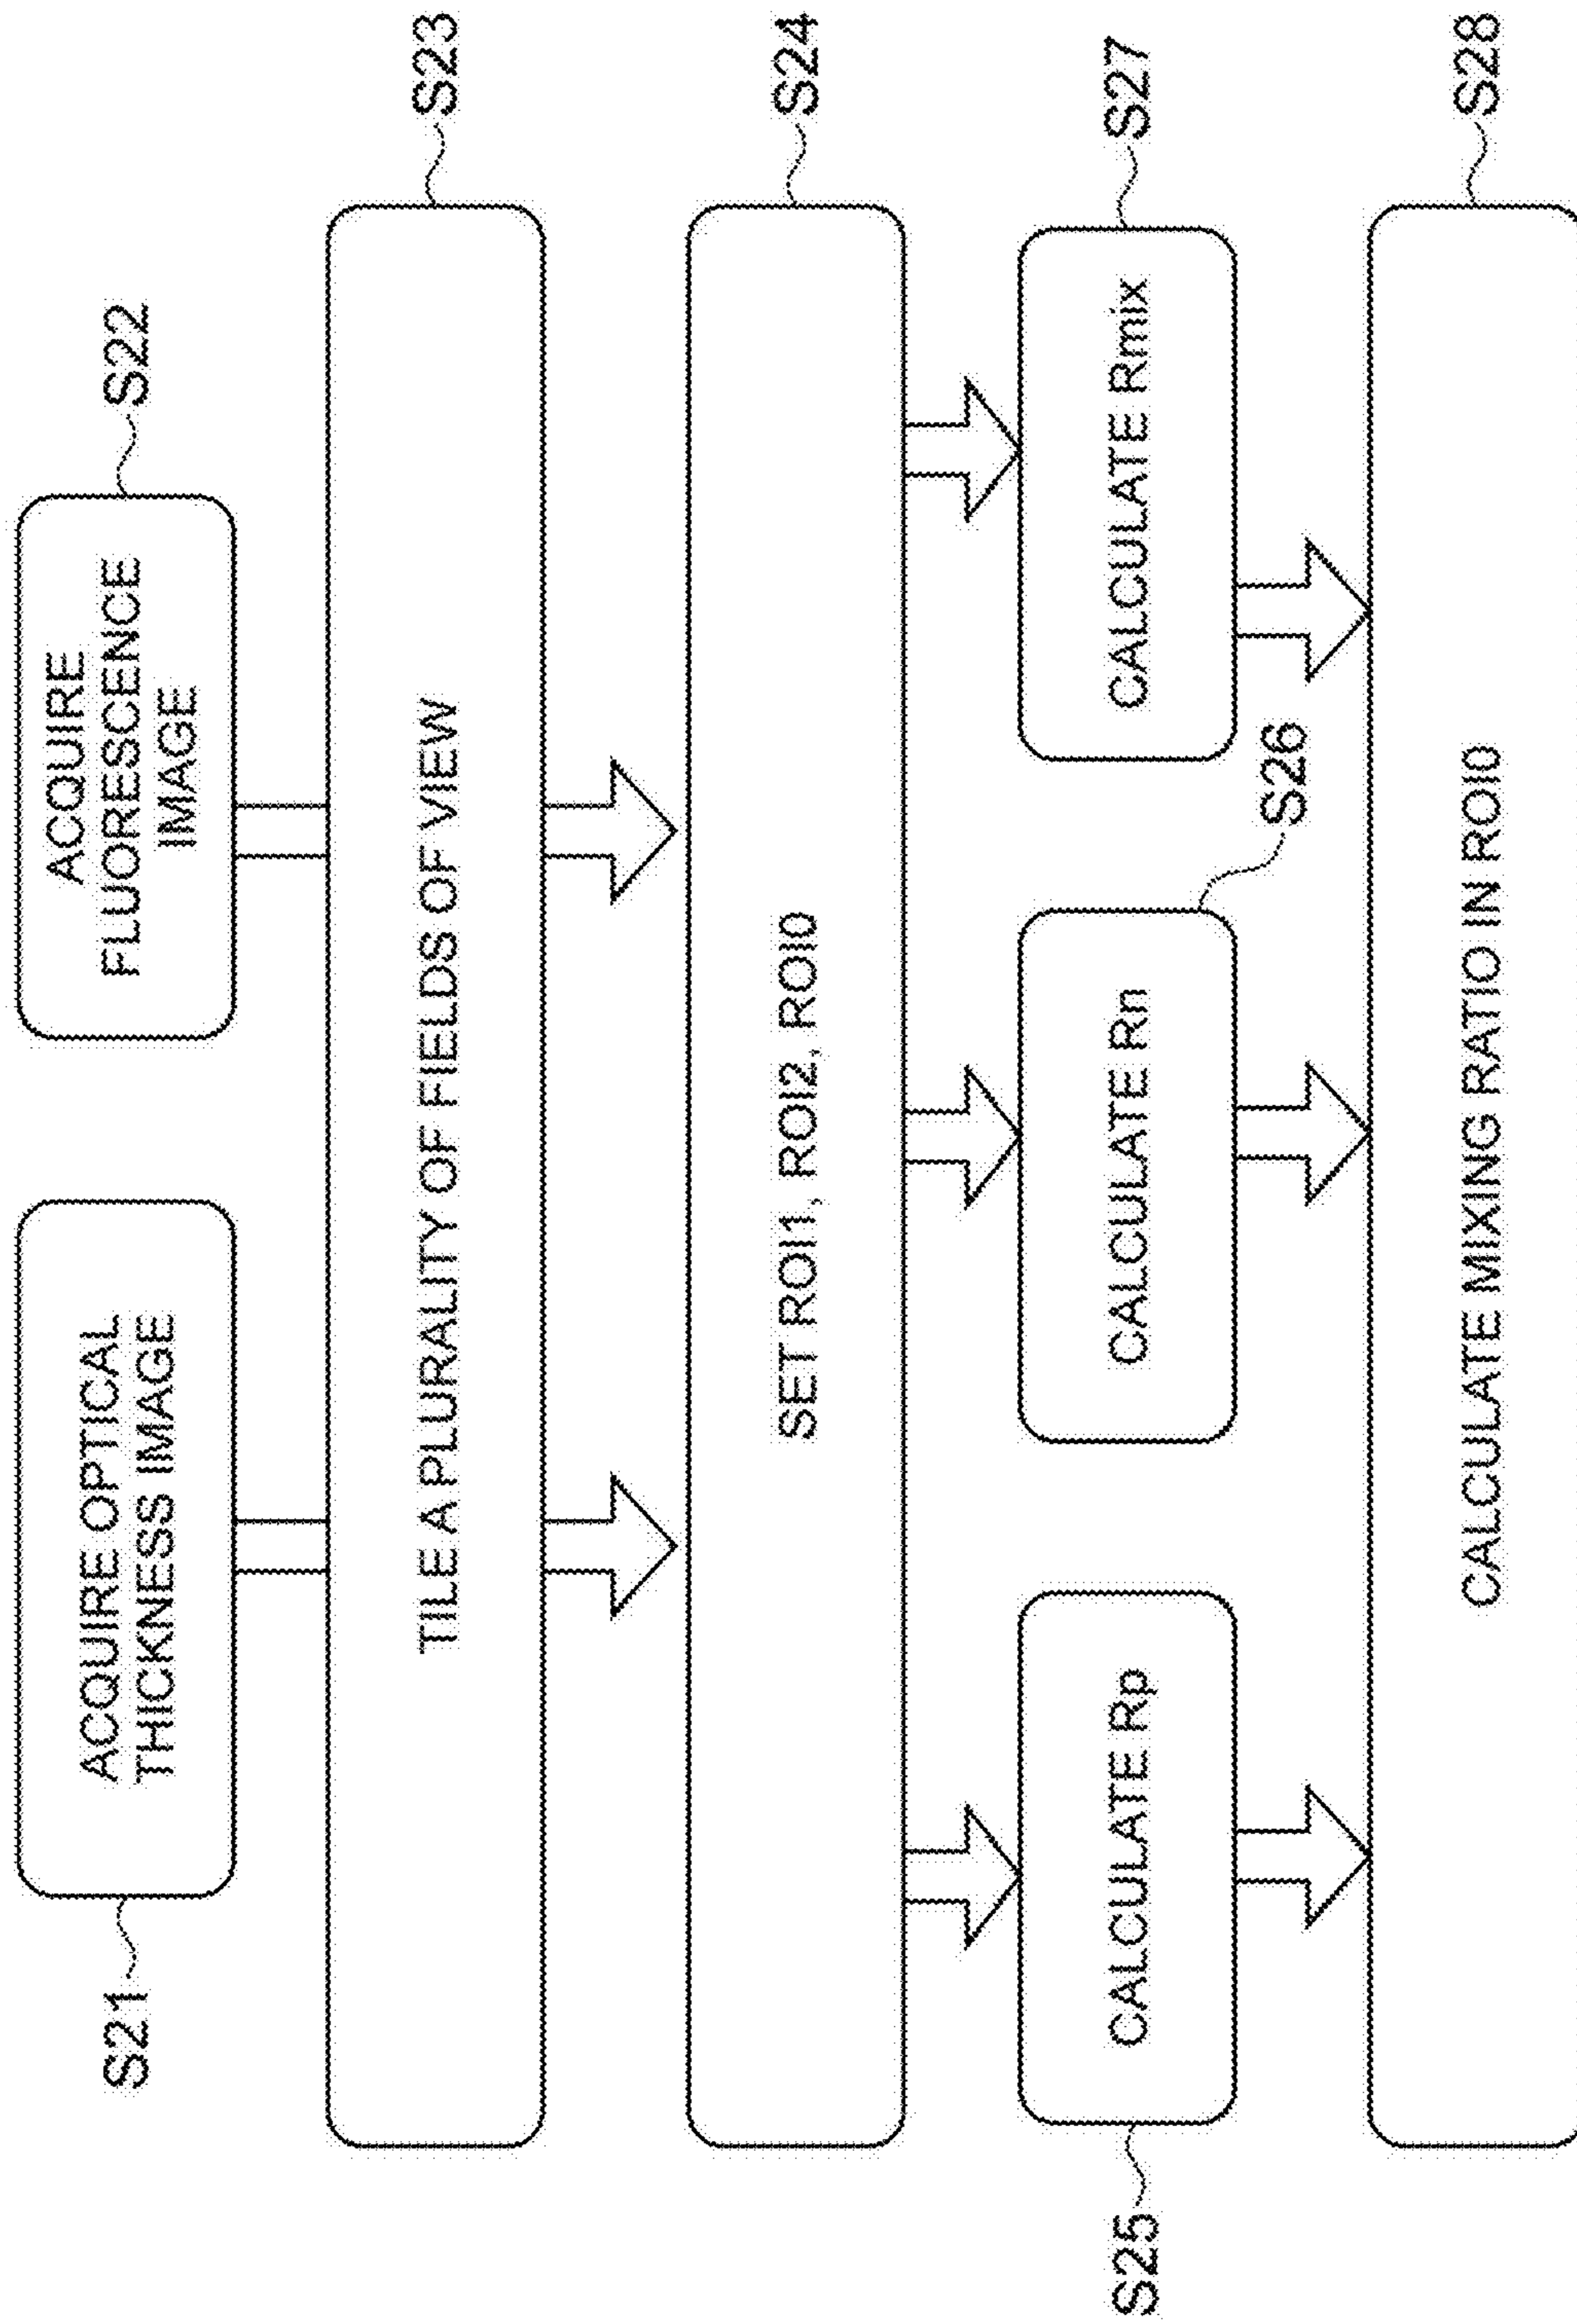 S21
ACQUIRE OPTICAL
THICKNESS IMAGE
ACQUIRE
FLUORESCENCE
IMAGE
S22
TILE A PLURALITY OF FIELDS OF VIEW
S23
SET ROI1, ROI2, ROI0
S24
S25
CALCULATE Rp
CALCULATE Rn
S26
CALCULATE Rmix
S27
CALCULATE MIXING RATIO IN ROI0
S28